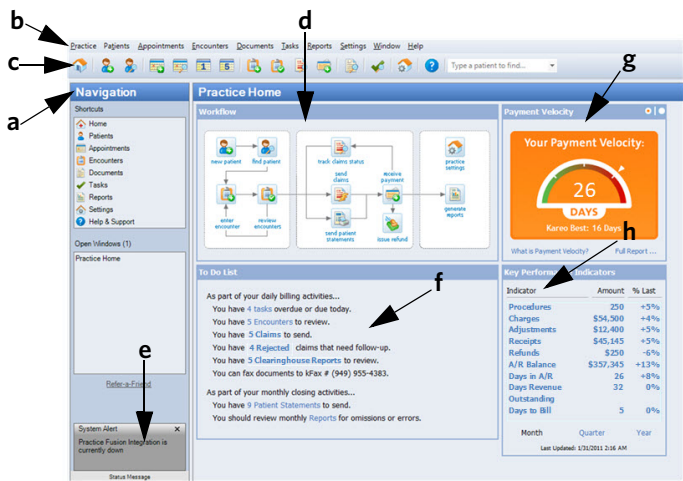 b
d
Practice Patients Appointments Encounters Documents Tasks Reports Settings Window Help
c
1 5 ? Type a patient to find...
g
Navigation
Practice Home
a
Shortcuts
Home
Patients
Appointments
Encounters
Documents
Tasks
Reports
Settings
Help & Support
Open Windows (1)
Practice Home
e
Refer-a-Friend
System Alert X
Practice Fusion Integration is
currently down
Status Message
Workflow
new patient find patient
enter encounter
review encounters
track claims status
send claims
receive payment
send patient statements
issue refund
practice settings
generate reports
Payment Velocity
Your Payment Velocity:
26
DAYS
Kareo Best: 16 Days
What is Payment Velocity? Full Report ...
h
f
To Do List
As part of your daily billing activities...
You have 4 tasks overdue or due today.
You have 5 Encounters to review.
You have 5 Claims to send.
You have 4 Rejected claims that need follow-up.
You have 5 Clearinghouse Reports to review.
You can fax documents to kFax # (949) 955-4383.
As part of your monthly closing activities...
You have 9 Patient Statements to send.
You should review monthly Reports for omissions or errors.
Key Performance Indicators
Indicator Amount % Last
Procedures 250 +5%
Charges $54,500 +4%
Adjustments $12,400 +5%
Receipts $45,145 +5%
Refunds $250 -6%
A/R Balance $357,345 +13%
Days in A/R 26 +8%
Days Revenue 32 0%
Outstanding
Days to Bill 5 0%
Month Quarter Year
Last Updated: 1/31/2011 2:16 AM